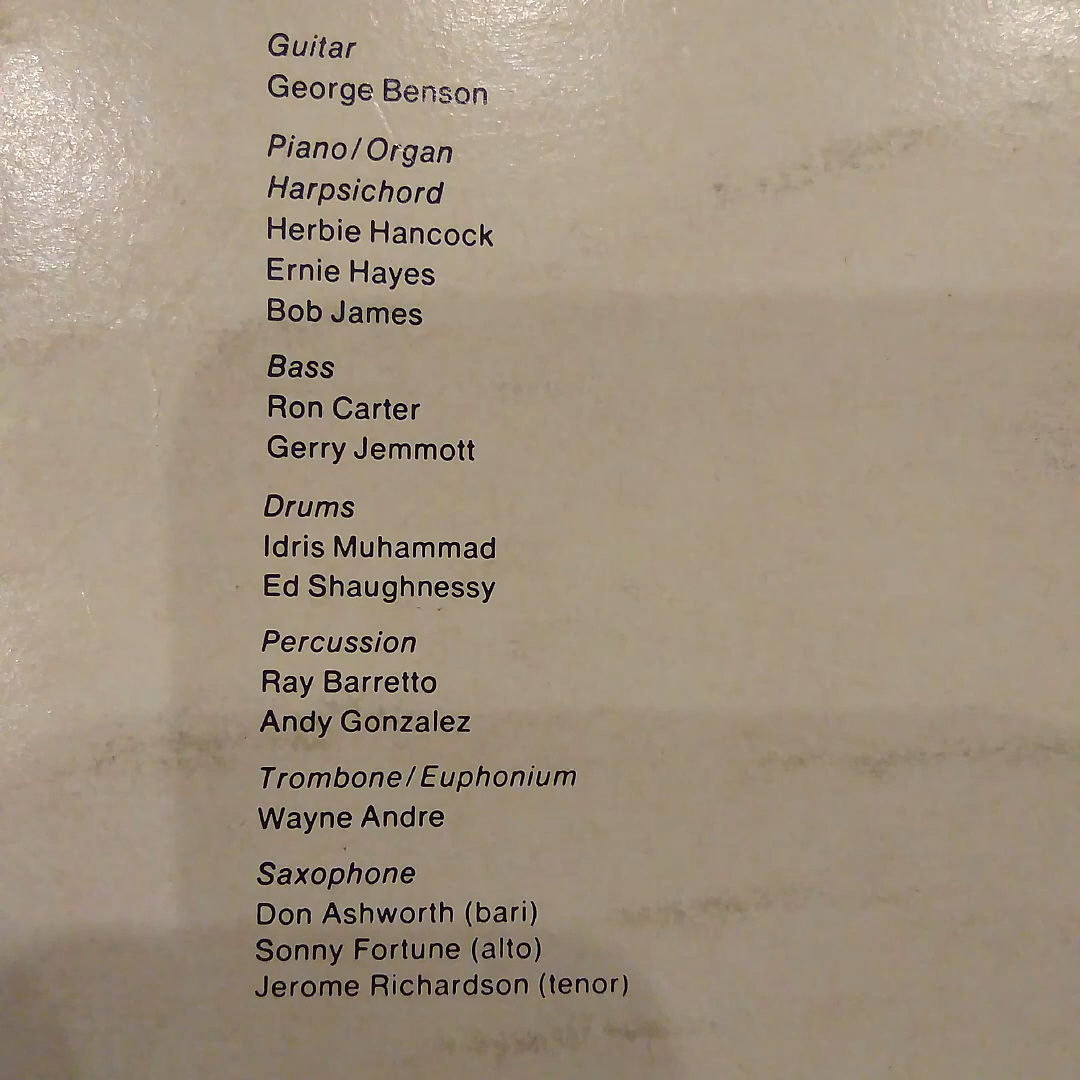 Guitar
George Benson
Piano/Organ
Harpsichord
Herbie Hancock
Ernie Hayes
Bob James
Bass
Ron Carter
Gerry Jemmott
Drums
Idris Muhammad
Ed Shaughnessy
Percussion
Ray Barretto
Andy Gonzalez
Trombone/Euphonium
Wayne Andre
Saxophone
Don Ashworth (bari)
Sonny Fortune (alto)
Jerome Richardson (tenor)